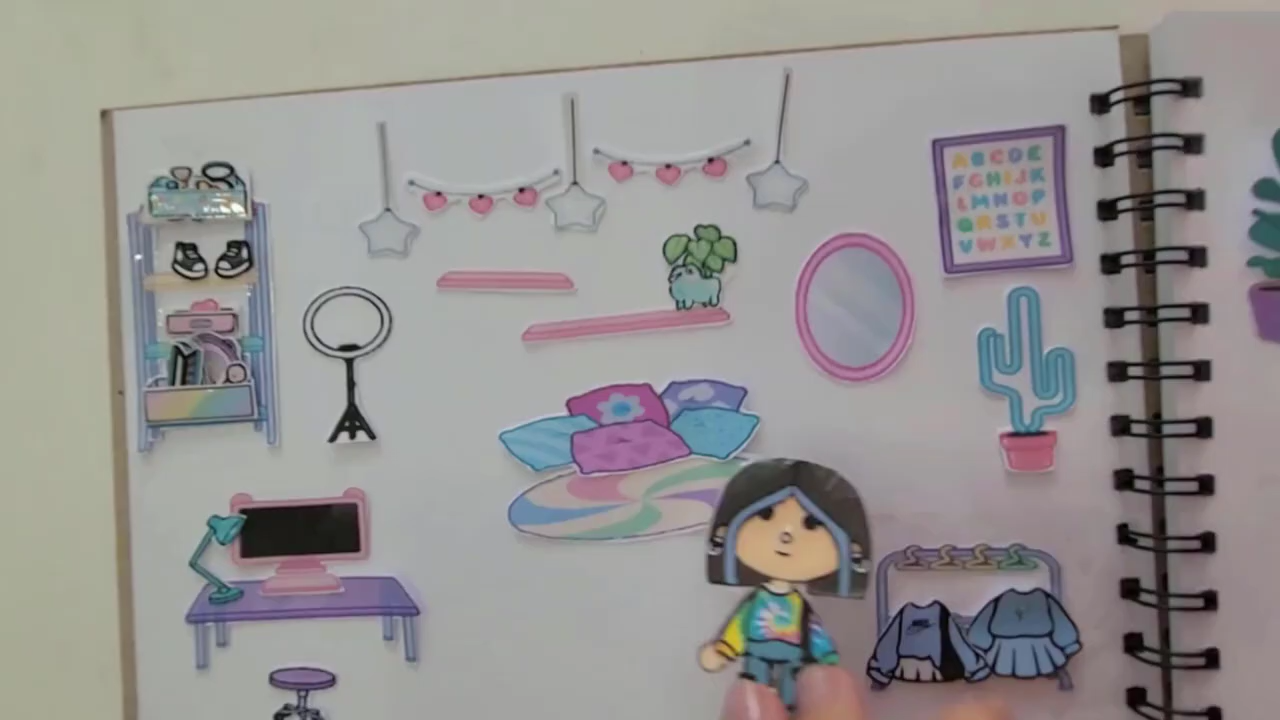 ABCDE
FGHIJK
LMNOP
QRSTU
VWXYZ